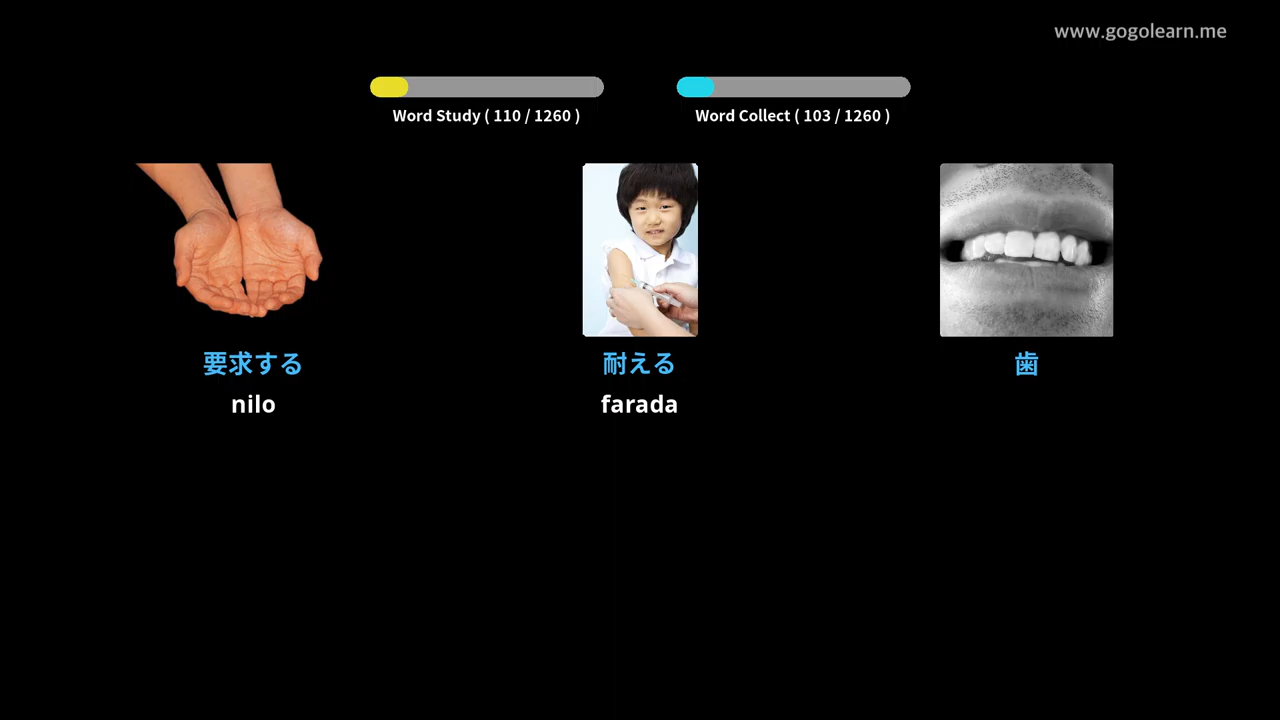 www.gogolearn.me
Word Study ( 110 / 1260 )
Word Collect ( 103 / 1260 )
要求する
耐える
歯
nilo
farada